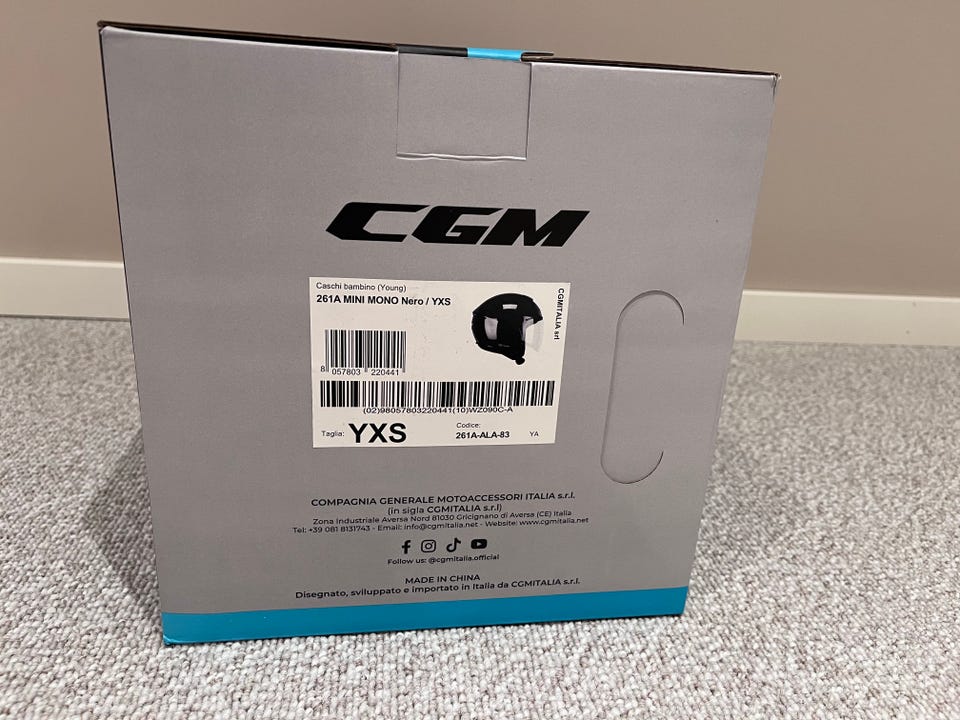 CGM
Caschi bambino (Young)
261A MINI MONO Nero / YXS
CGMITALIA srl
8 057803 220441
(02)98057803220441(10)WZ090C-A
Taglia: YXS
Codice:
261A-ALA-83 YA
COMPAGNIA GENERALE MOTOACCESSORI ITALIA s.r.l.
(in sigla CGMITALIA s.r.l)
Zona Industriale Aversa Nord 81030 Gricignano di Aversa (CE) Italia
Tel: +39 081 8131743 - Email: info@cgmitalia.net - Website: www.cgmitalia.net
Follow us: @cgmitalia.official
MADE IN CHINA
Disegnato, sviluppato e importato in Italia da CGMITALIA s.r.l.